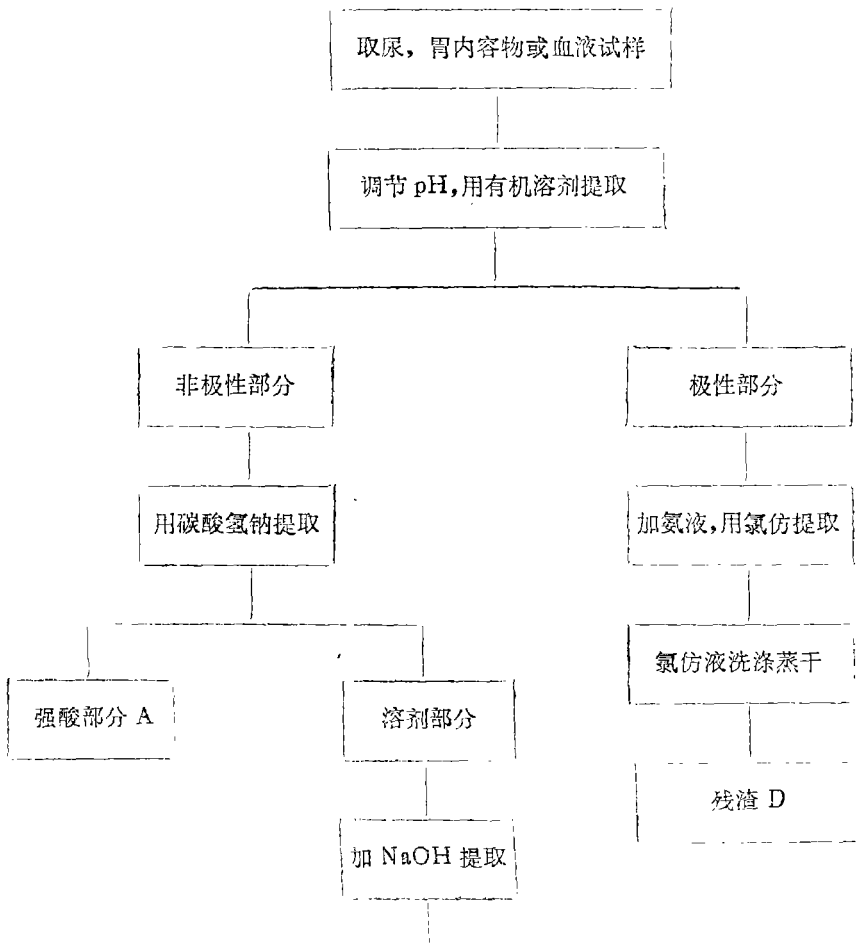 取尿，胃内容物或血液试样
调节 pH,用有机溶剂提取
非极性部分
极性部分
用碳酸氢钠提取
加氨液,用氯仿提取
氯仿液洗涤蒸干
强酸部分 A
溶剂部分
残渣 D
加 NaOH 提取